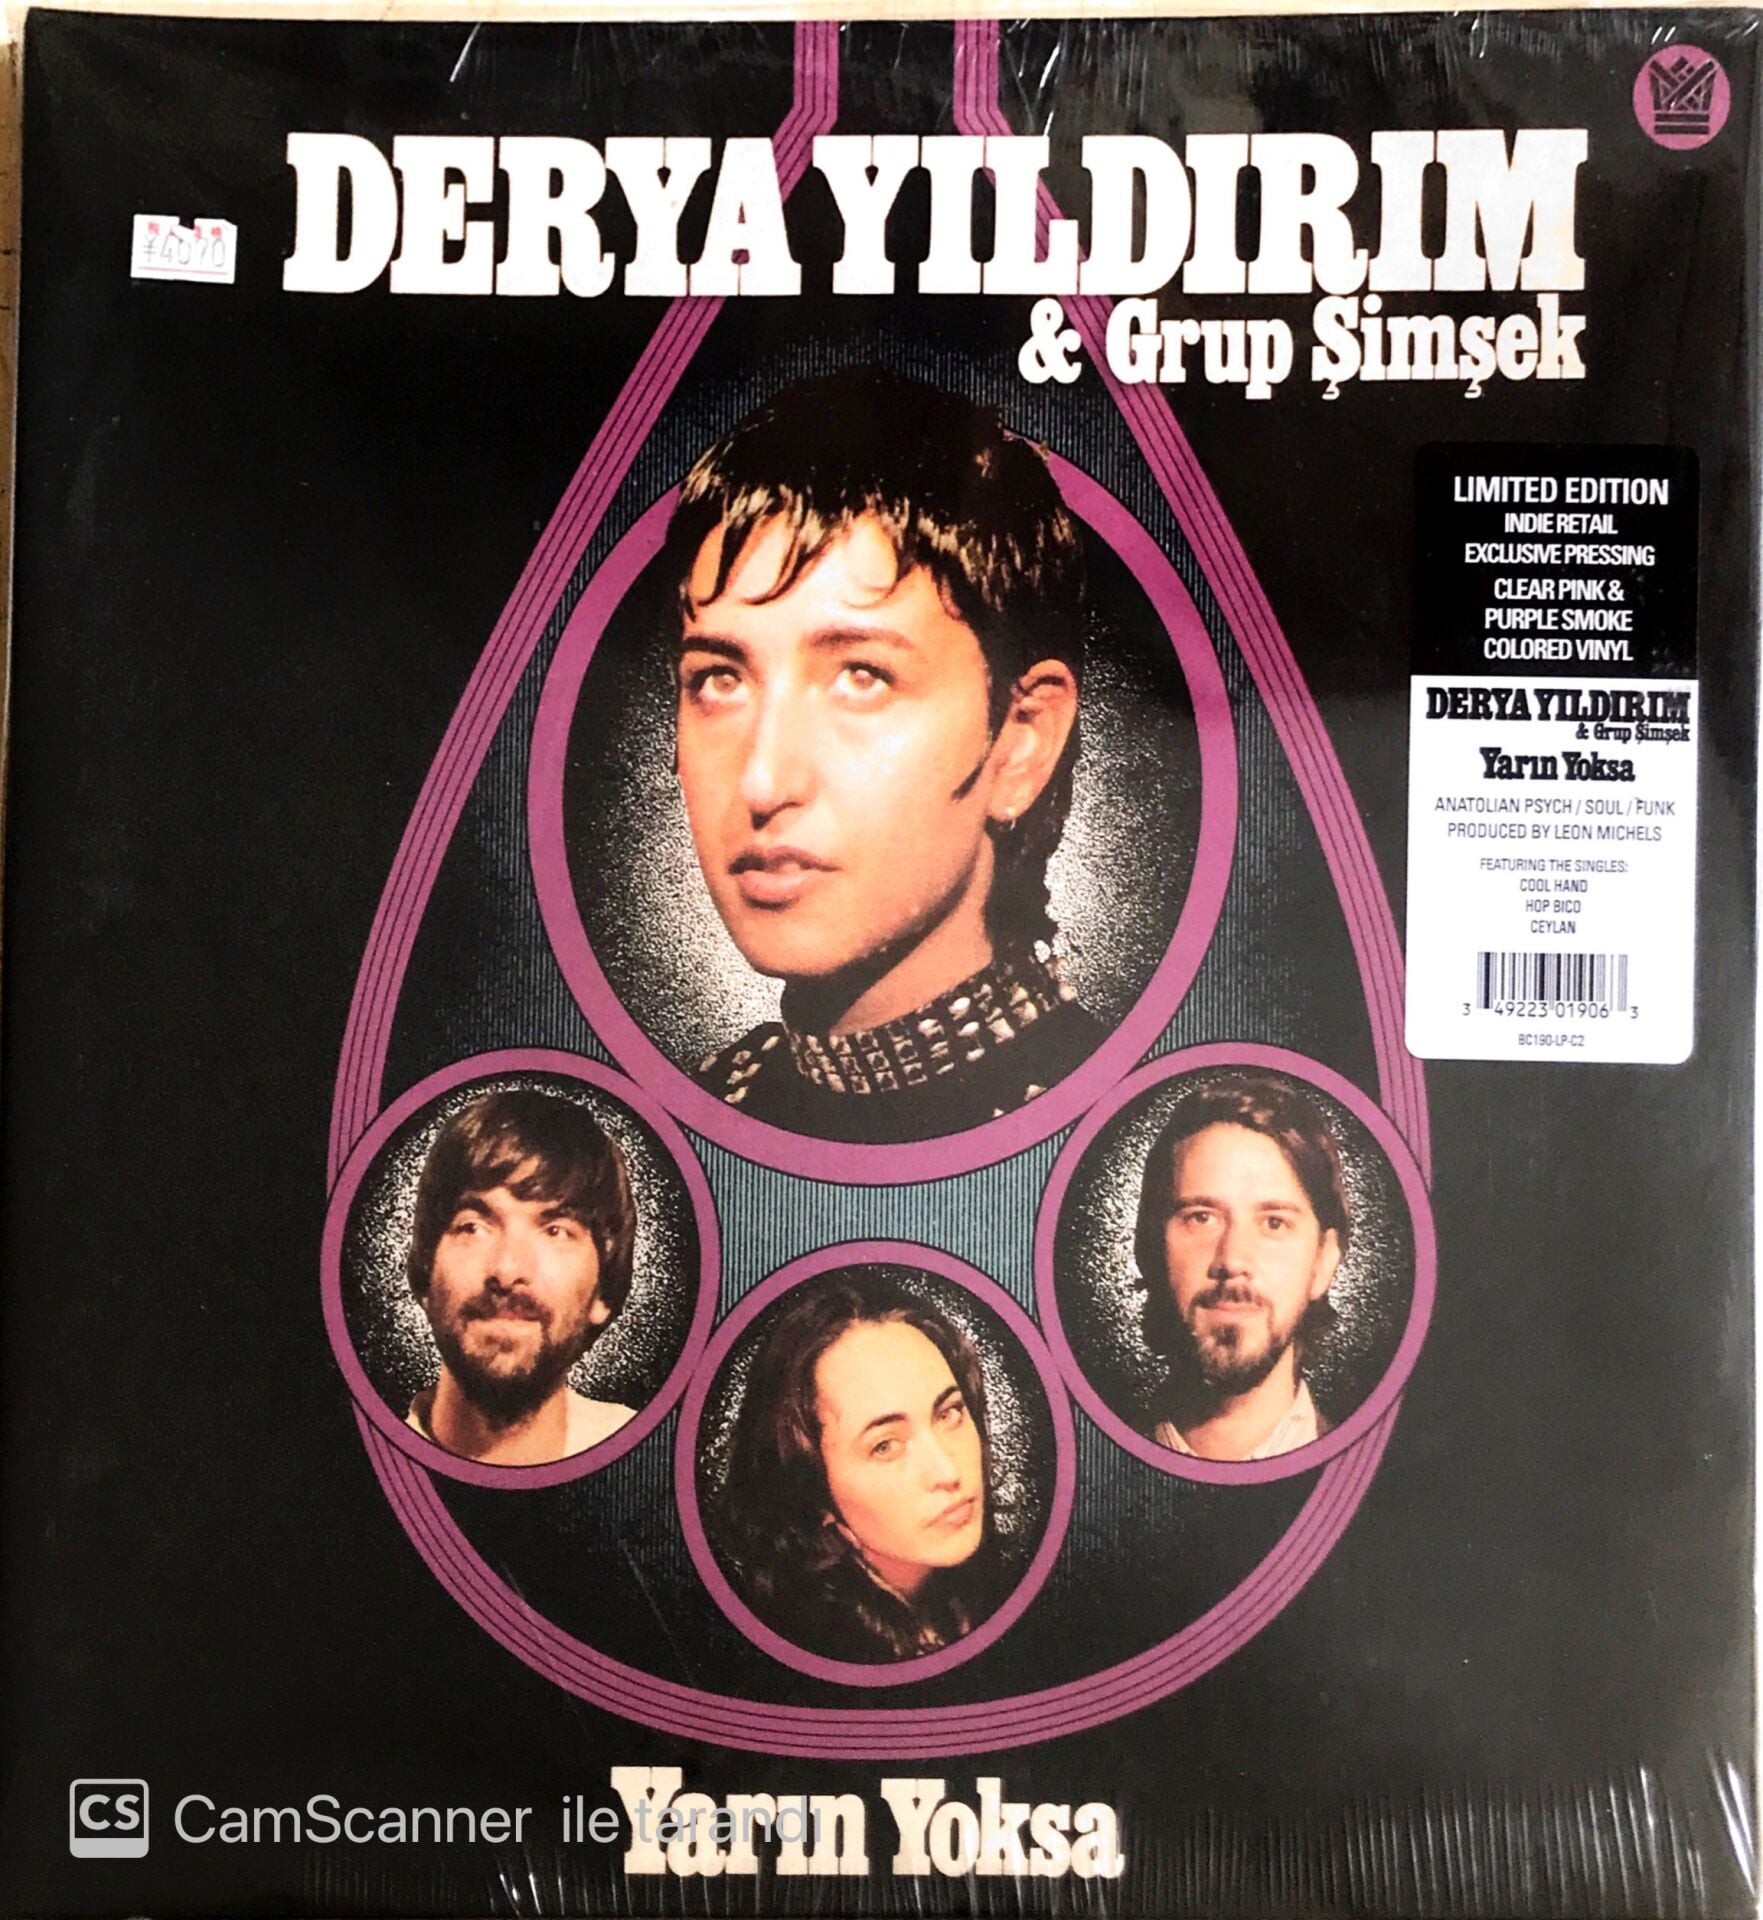 DERYA YILDIRIM
& Grup Şimşek
¥4070
LIMITED EDITION
INDIE RETAIL
EXCLUSIVE PRESSING
CLEAR PINK &
PURPLE SMOKE
COLORED VINYL
DERYA YILDIRIM
& Grup Şimşek
Yarın Yoksa
ANATOLIAN PSYCH / SOUL / FUNK
PRODUCED BY LEON MICHELS
FEATURING THE SINGLES:
COOL HAND
HOP BICO
CEYLAN
3 49223 01906 3
BC190-LP-C2
Yarın Yoksa
CS CamScanner ile tarandı